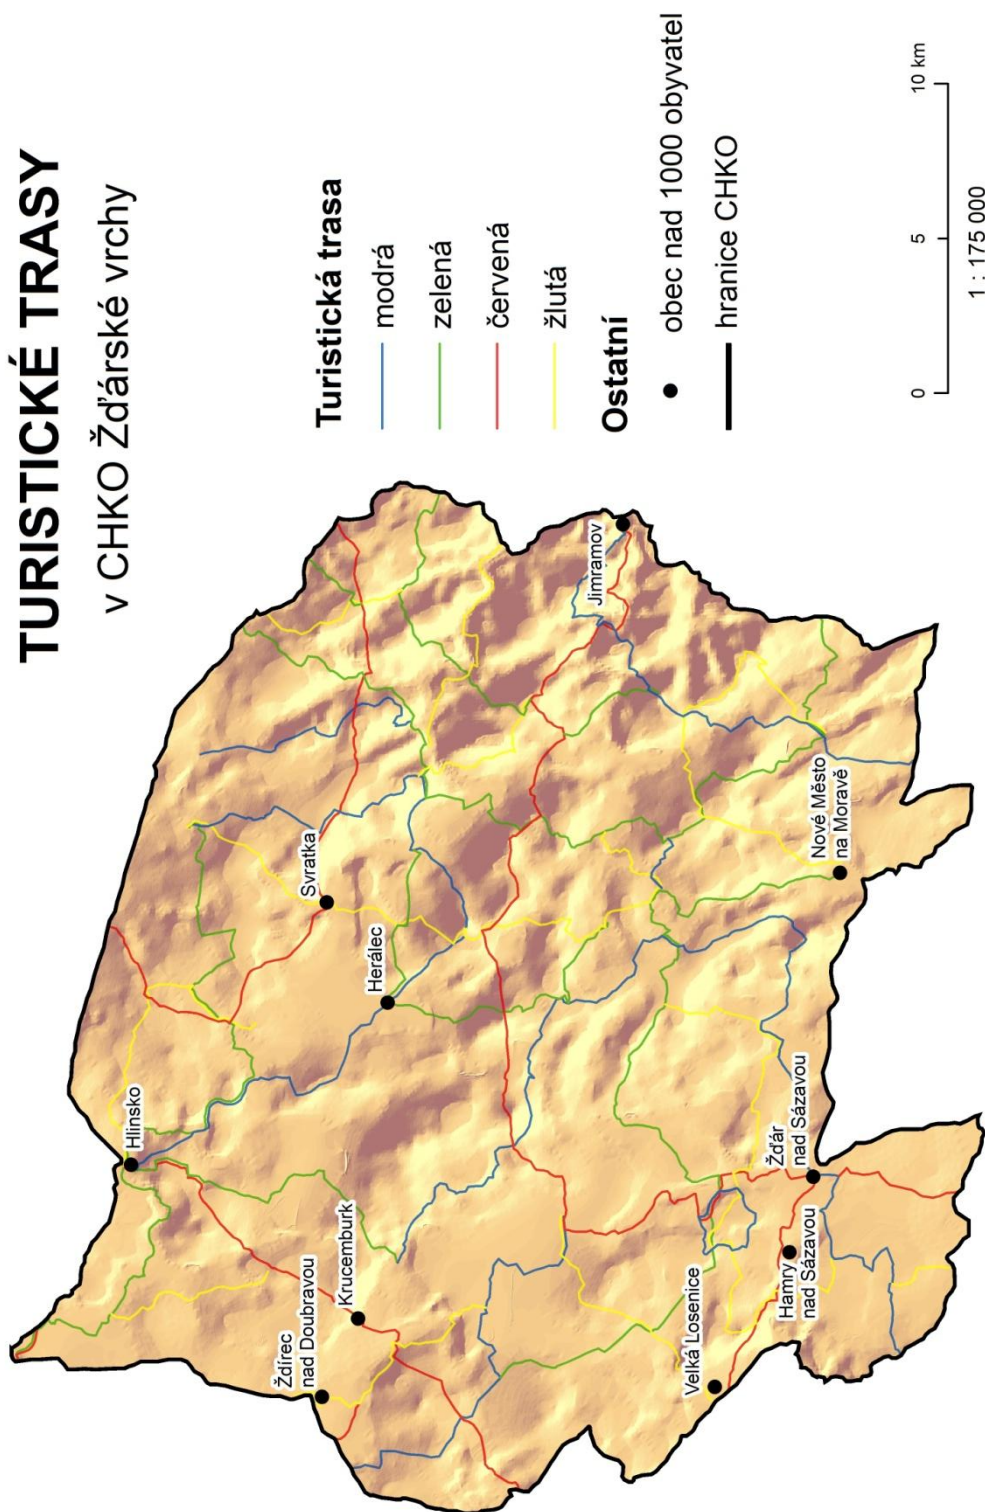 TURISTICKÉ TRASY
v CHKO Žďárské vrchy
Turistická trasa
modrá
zelená
červená
žlutá
Ostatní
obec nad 1000 obyvatel
hranice CHKO
0
5
10 km
1 : 175 000
Hlinsko
Svratka
Herálec
Ždírec
nad Doubravou
Krucemburk
Jimramov
Nové Město
na Moravě
Velká Losenice
Žďár
nad Sázavou
Hamry
nad Sázavou